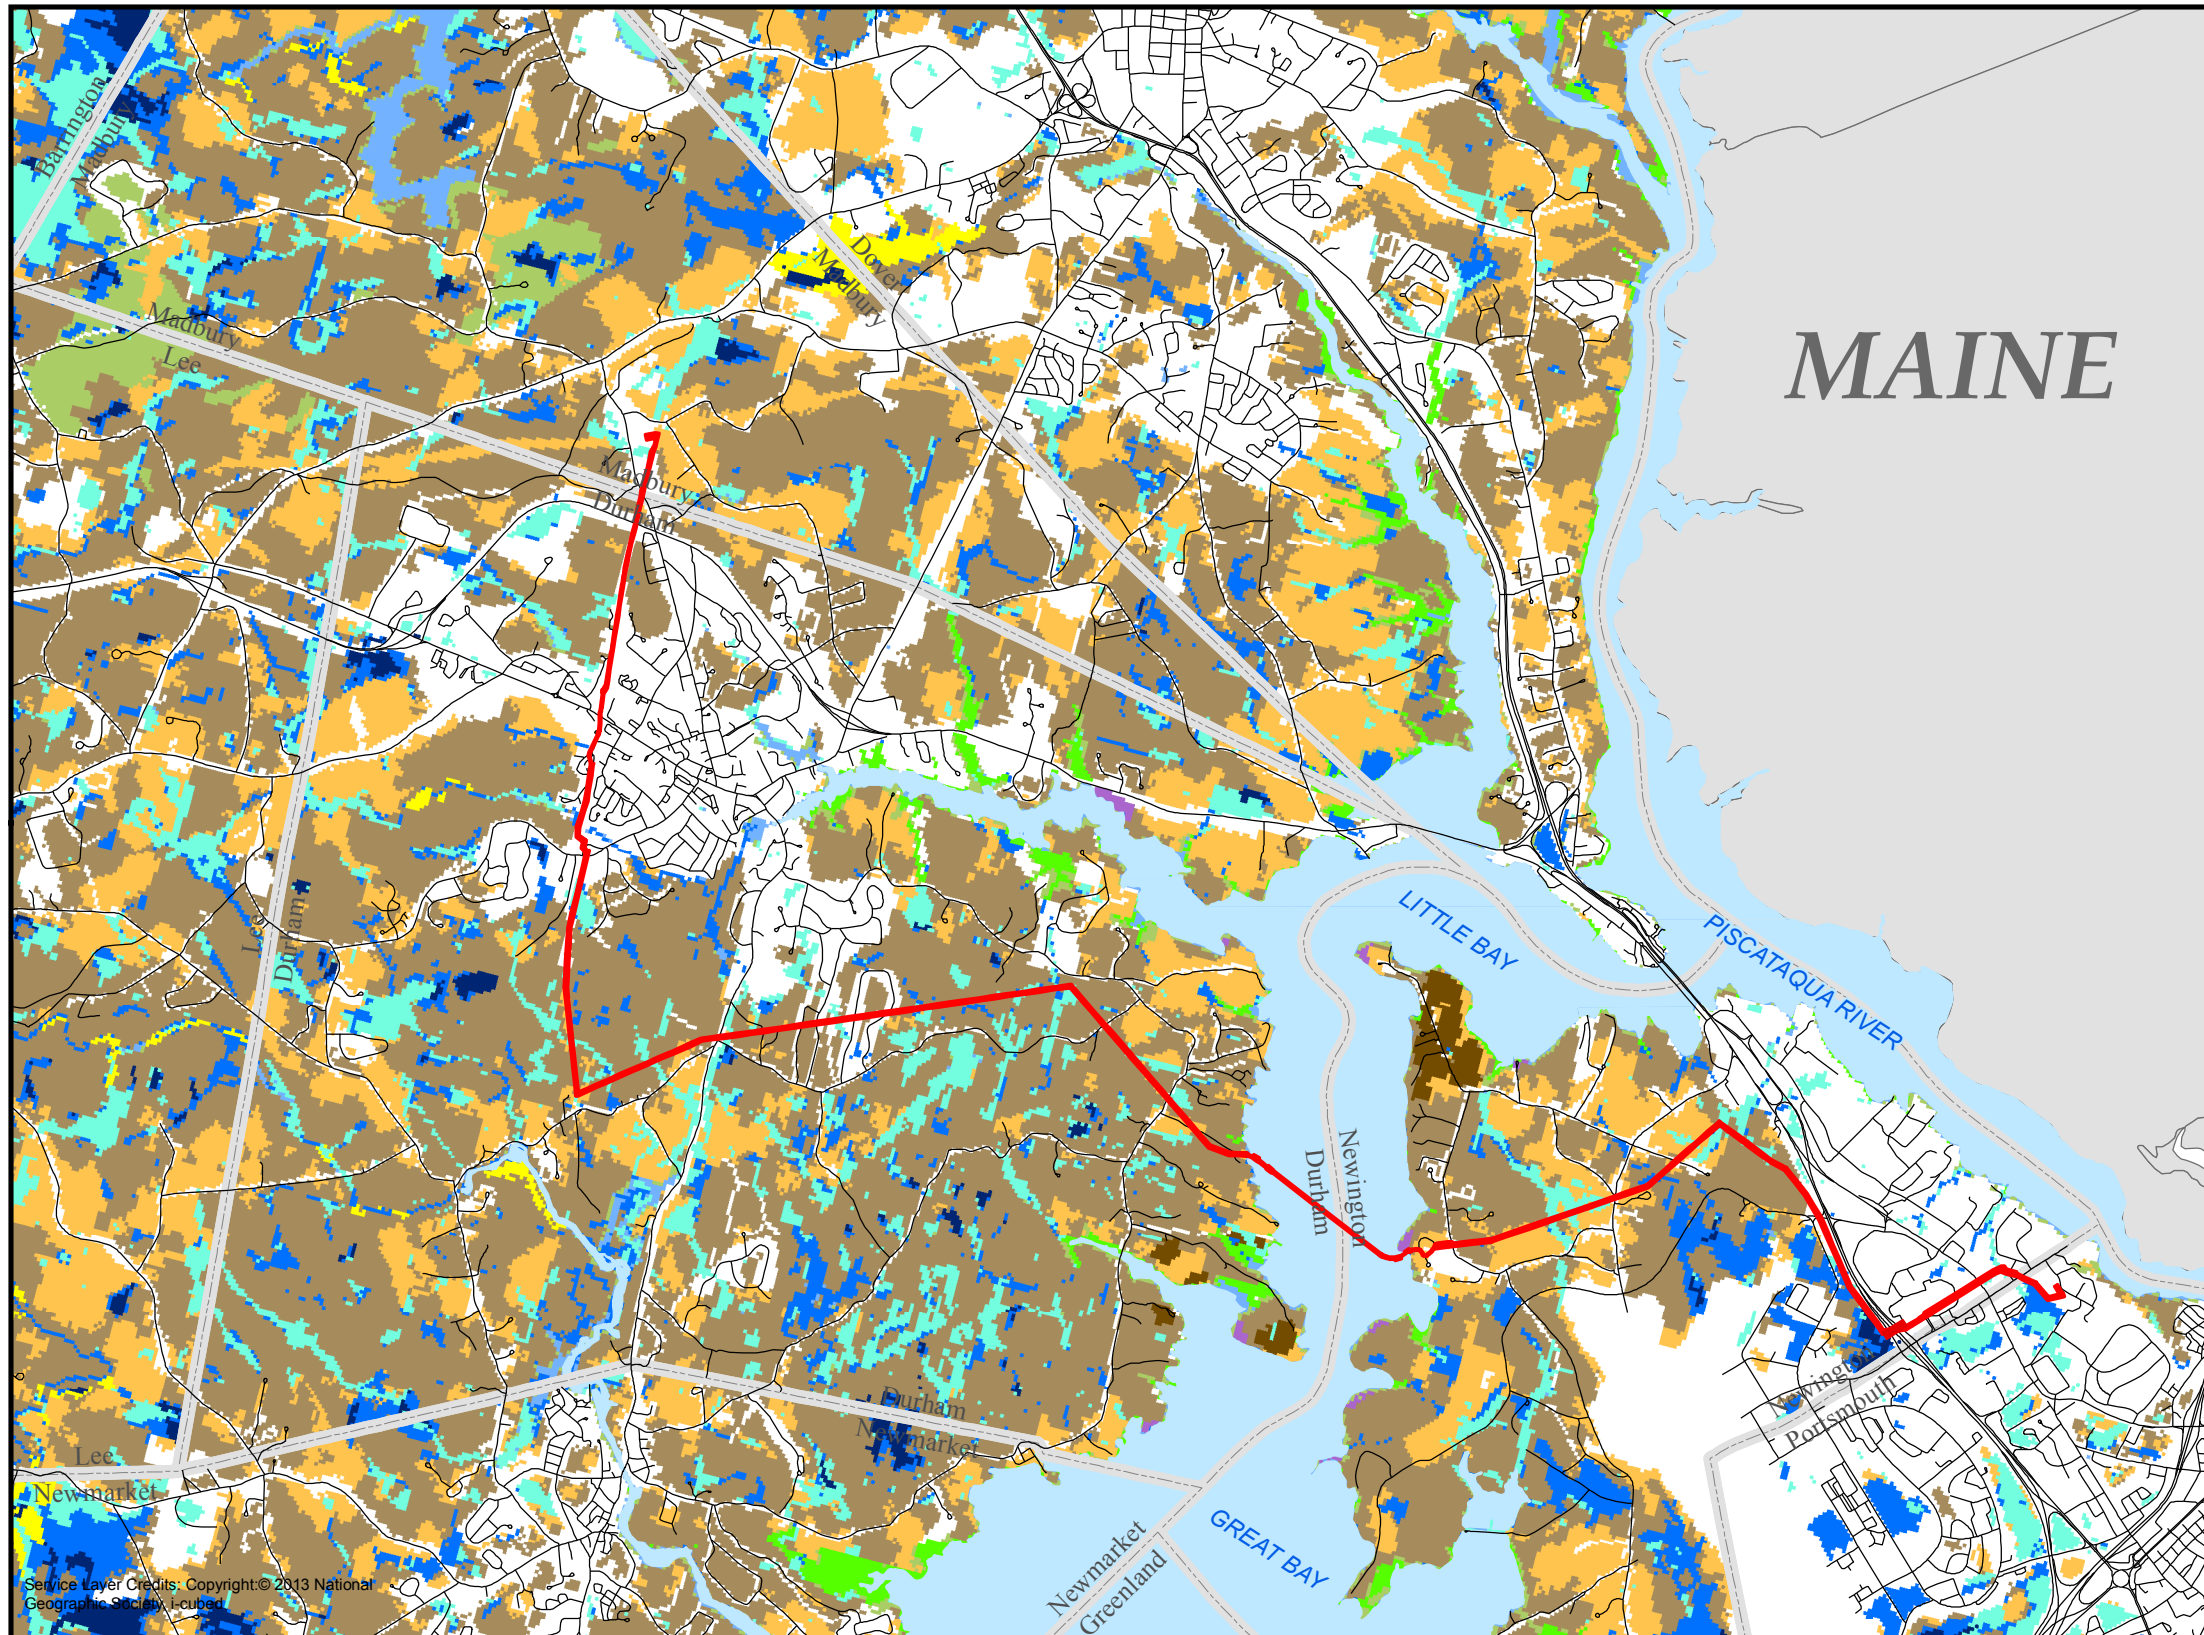 Barrington
Madbury
Madbury
Lee
Dover
Madbury
MAINE
Madbury
Durham
Lee
Durham
LITTLE BAY
PISCATAQUA RIVER
Newington
Durham
Newington
Portsmouth
Durham
Newmarket
Lee
Newmarket
GREAT BAY
Newmarket
Greenland
Service Layer Credits: Copyright:© 2013 National
Geographic Society, i-cubed